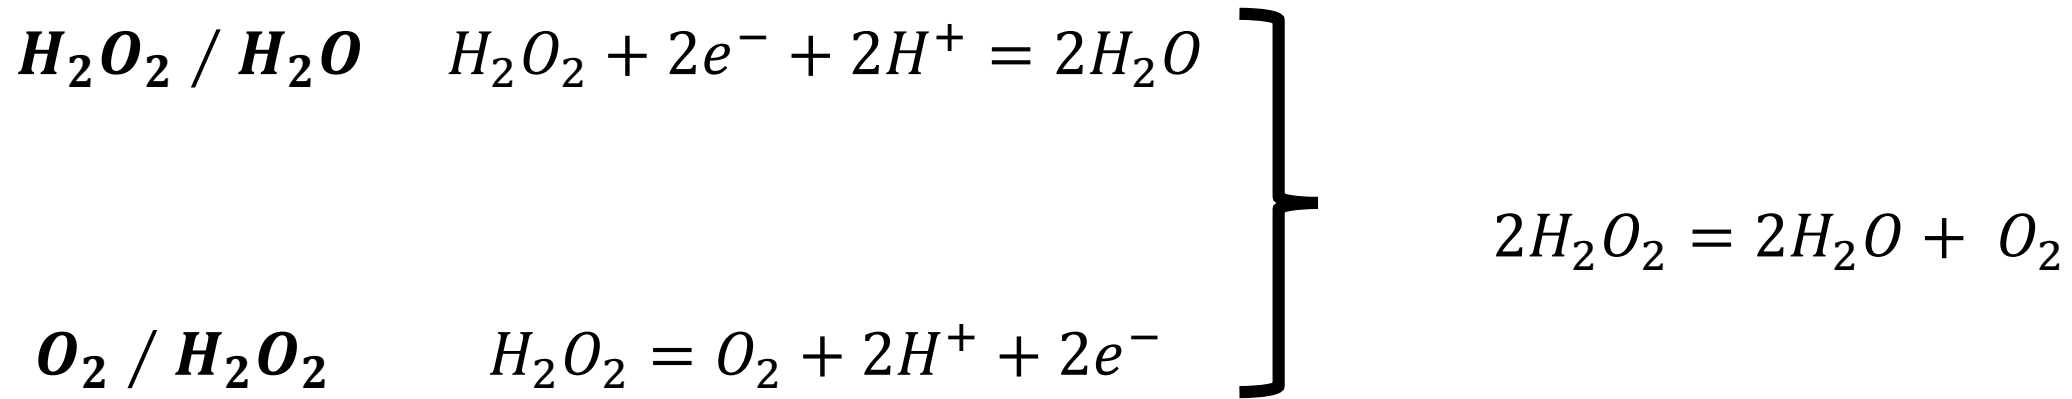 H₂O₂ / H₂O H₂O₂ + 2e⁻ + 2H⁺ = 2H₂O
2H₂O₂ = 2H₂O + O₂
O₂ / H₂O₂ H₂O₂ = O₂ + 2H⁺ + 2e⁻